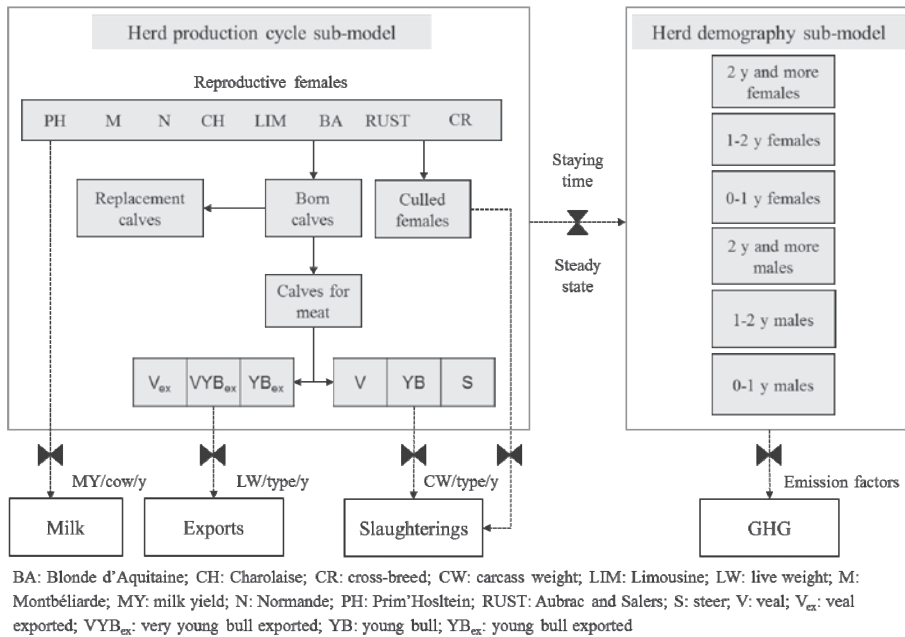 Herd production cycle sub-model
Reproductive females
PH M N CH LIM BA RUST CR
Replacement
calves
Born
calves
Culled
females
Calves for
meat
Vex VYBex YBex
V YB S
Staying
time
Steady
state
Herd demography sub-model
2 y and more
females
1-2 y females
0-1 y females
2 y and more
males
1-2 y males
0-1 y males
MY/cow/y
LW/type/y
CW/type/y
Emission factors
Milk
Exports
Slaughterings
GHG
BA: Blonde d’Aquitaine; CH: Charolaise; CR: cross-breed; CW: carcass weight; LIM: Limousine; LW: live weight; M:
Montbéliarde; MY: milk yield; N: Normande; PH: Prim’Hosltein; RUST: Aubrac and Salers; S: steer; V: veal; Vex: veal
exported; VYBex: very young bull exported; YB: young bull; YBex: young bull exported